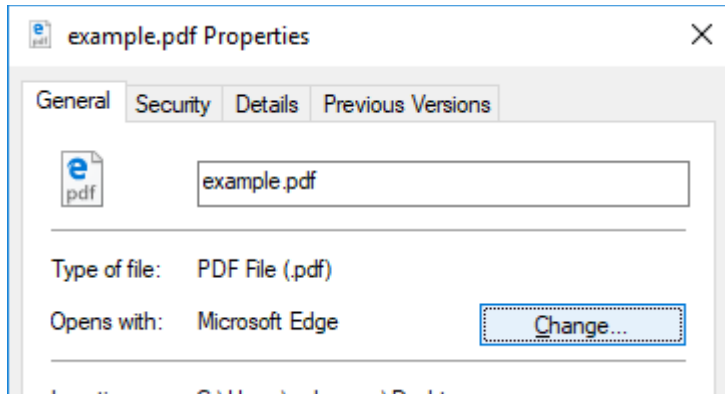 example.pdf Properties
General Security Details Previous Versions
pdf
example.pdf
Type of file: PDF File (.pdf)
Opens with: Microsoft Edge Change...